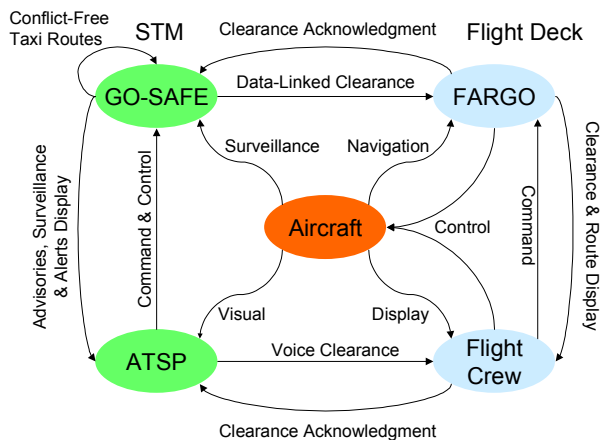 Conflict-Free
Taxi Routes
STM
Clearance Acknowledgment
Flight Deck
GO-SAFE
Data-Linked Clearance
FARGO
Surveillance
Navigation
Advisories, Surveillance
& Alerts Display
Command & Control
Aircraft
Control
Command
Clearance & Route Display
Visual
Display
ATSP
Voice Clearance
Flight
Crew
Clearance Acknowledgment